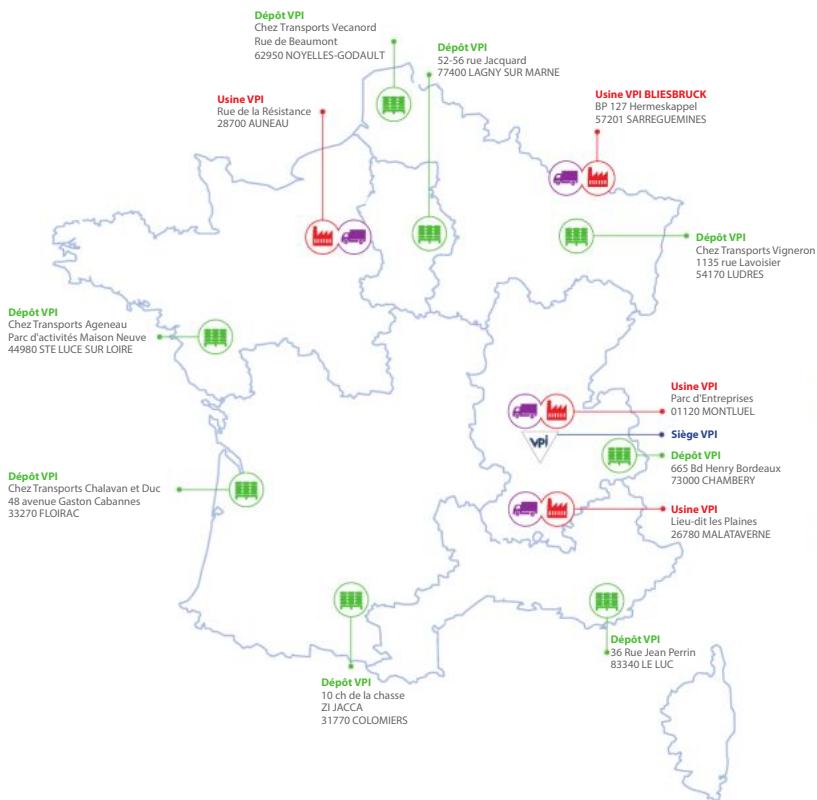 Dépôt VPI
Chez Transports Vecanord
Rue de Beaumont
62950 NOYELLES-GODAULT
Dépôt VPI
52-56 rue Jacquard
77400 LAGNY SUR MARNE
Usine VPI
Rue de la Résistance
28700 AUNEAU
Usine VPI BLIESBRUCK
BP 127 Hermeskappel
57201 SARREGUEMINES
Dépôt VPI
Chez Transports Vigneron
1135 rue Lavoisier
54170 LUDRES
Dépôt VPI
Chez Transports Ageneau
Parc d'activités Maison Neuve
44980 STE LUCE SUR LOIRE
Usine VPI
Parc d'Entreprises
01120 MONTLUEL
Siège VPI
vpi
Dépôt VPI
665 Bd Henry Bordeaux
73000 CHAMBERY
Dépôt VPI
Chez Transports Chalavan et Duc
48 avenue Gaston Cabannes
33270 FLOIRAC
Usine VPI
Lieu-dit les Plaines
26780 MALATAVERNE
Dépôt VPI
36 Rue Jean Perrin
83340 LE LUC
Dépôt VPI
10 ch de la chasse
ZI JACCA
31770 COLOMIERS